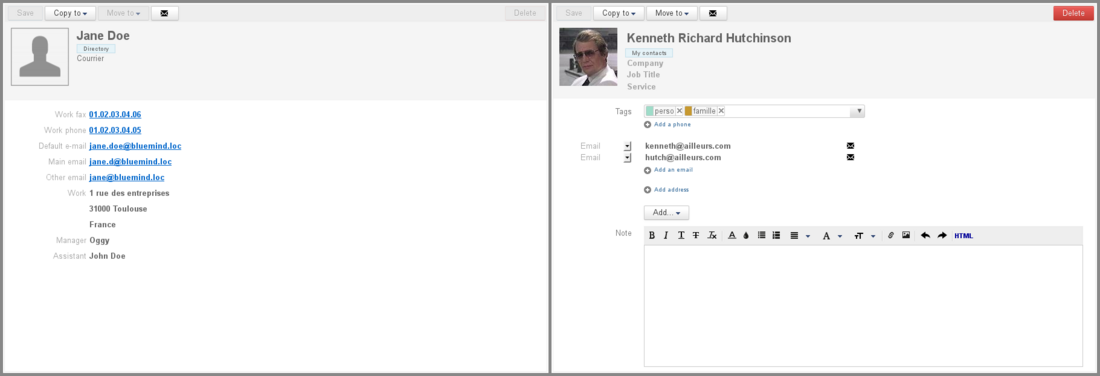 Save Copy to Move to Delete
Jane Doe
Directory
Courrier
Work fax 01.02.03.04.06
Work phone 01.02.03.04.05
Default e-mail jane.doe@bluemind.loc
Main email jane.d@bluemind.loc
Other email jane@bluemind.loc
Work 1 rue des entreprises
31000 Toulouse
France
Manager Oggy
Assistant John Doe
Save Copy to Move to Delete
Kenneth Richard Hutchinson
My contacts
Company
Job Title
Service
Tags perso famille
Add a phone
Email kenneth@ailleurs.com
Email hutch@ailleurs.com
Add an email
Add address
Add...
Note B I T T Ix A A TT HTML